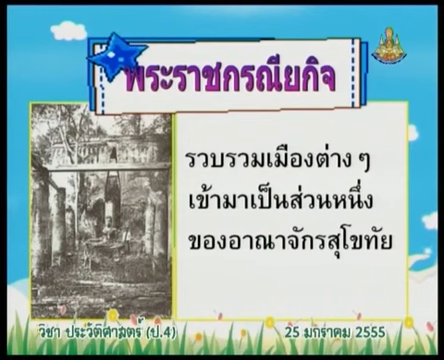 พระราชกรณียกิจ
รวบรวมเมืองต่าง ๆ
เข้ามาเป็นส่วนหนึ่ง
ของอาณาจักรสุโขทัย
วิชา ประวัติศาสตร์ (ป.4)
25 มกราคม 2555